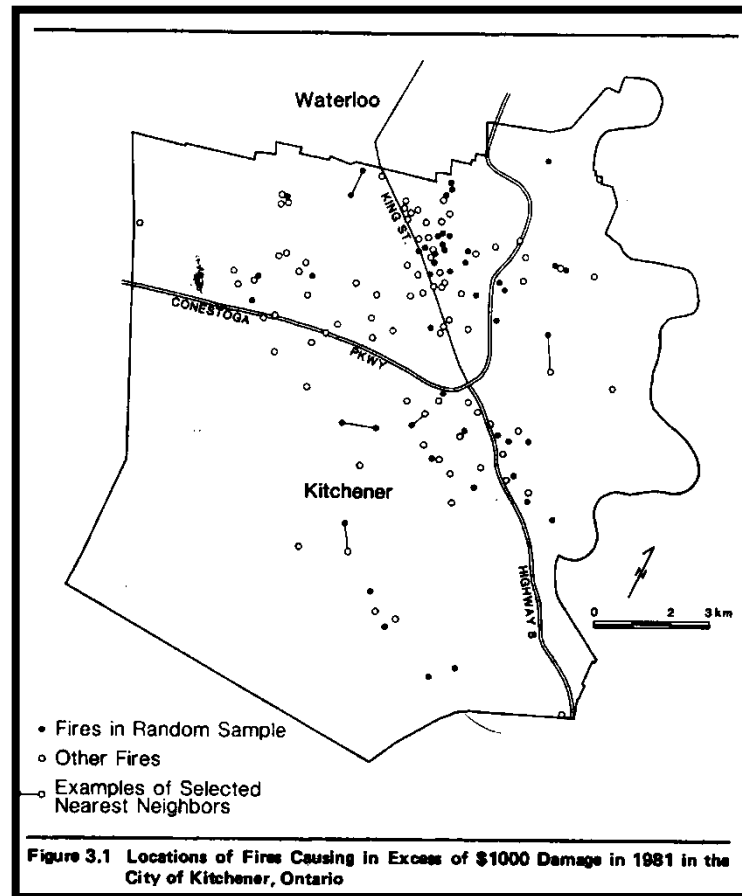 Waterloo
KING ST.
CONESTOGA
PKWY
Kitchener
HIGHWAY 8
N
0 2 3 km
Fires in Random Sample
Other Fires
Examples of Selected
Nearest Neighbors
Figure 3.1 Locations of Fires Causing in Excess of $1000 Damage in 1981 in the
City of Kitchener, Ontario